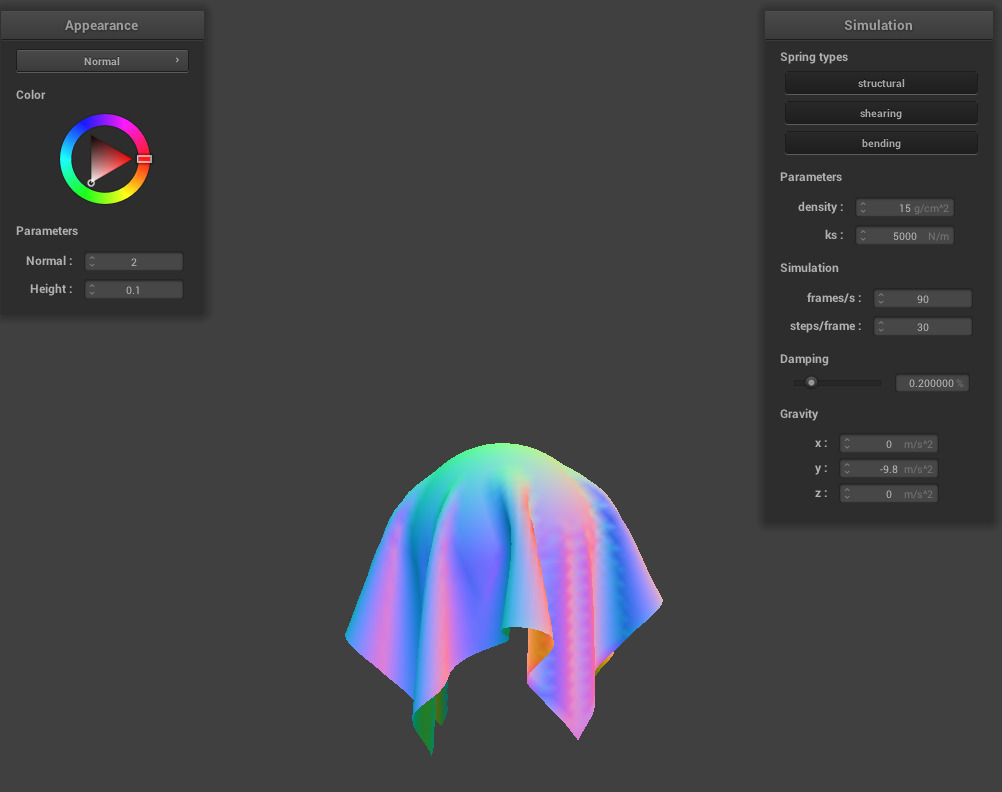 Appearance
Normal
Color
Parameters
Normal : 2
Height : 0.1
Simulation
Spring types
structural
shearing
bending
Parameters
density : 15 g/cm^2
ks : 5000 N/m
Simulation
frames/s : 90
steps/frame : 30
Damping
0.200000 %
Gravity
x : 0 m/s^2
y : -9.8 m/s^2
z : 0 m/s^2